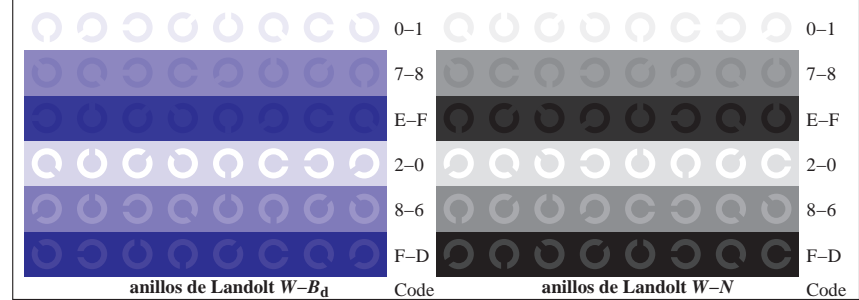 0–1 0–1
7–8 7–8
E–F E–F
2–0 2–0
8–6 8–6
F–D F–D
anillos de Landolt W–Bd Code anillos de Landolt W–N Code